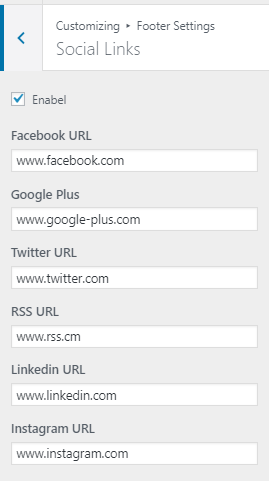 Customizing ▸ Footer Settings
Social Links
Enabel
Facebook URL
www.facebook.com
Google Plus
www.google-plus.com
Twitter URL
www.twitter.com
RSS URL
www.rss.cm
Linkedin URL
www.linkedin.com
Instagram URL
www.instagram.com